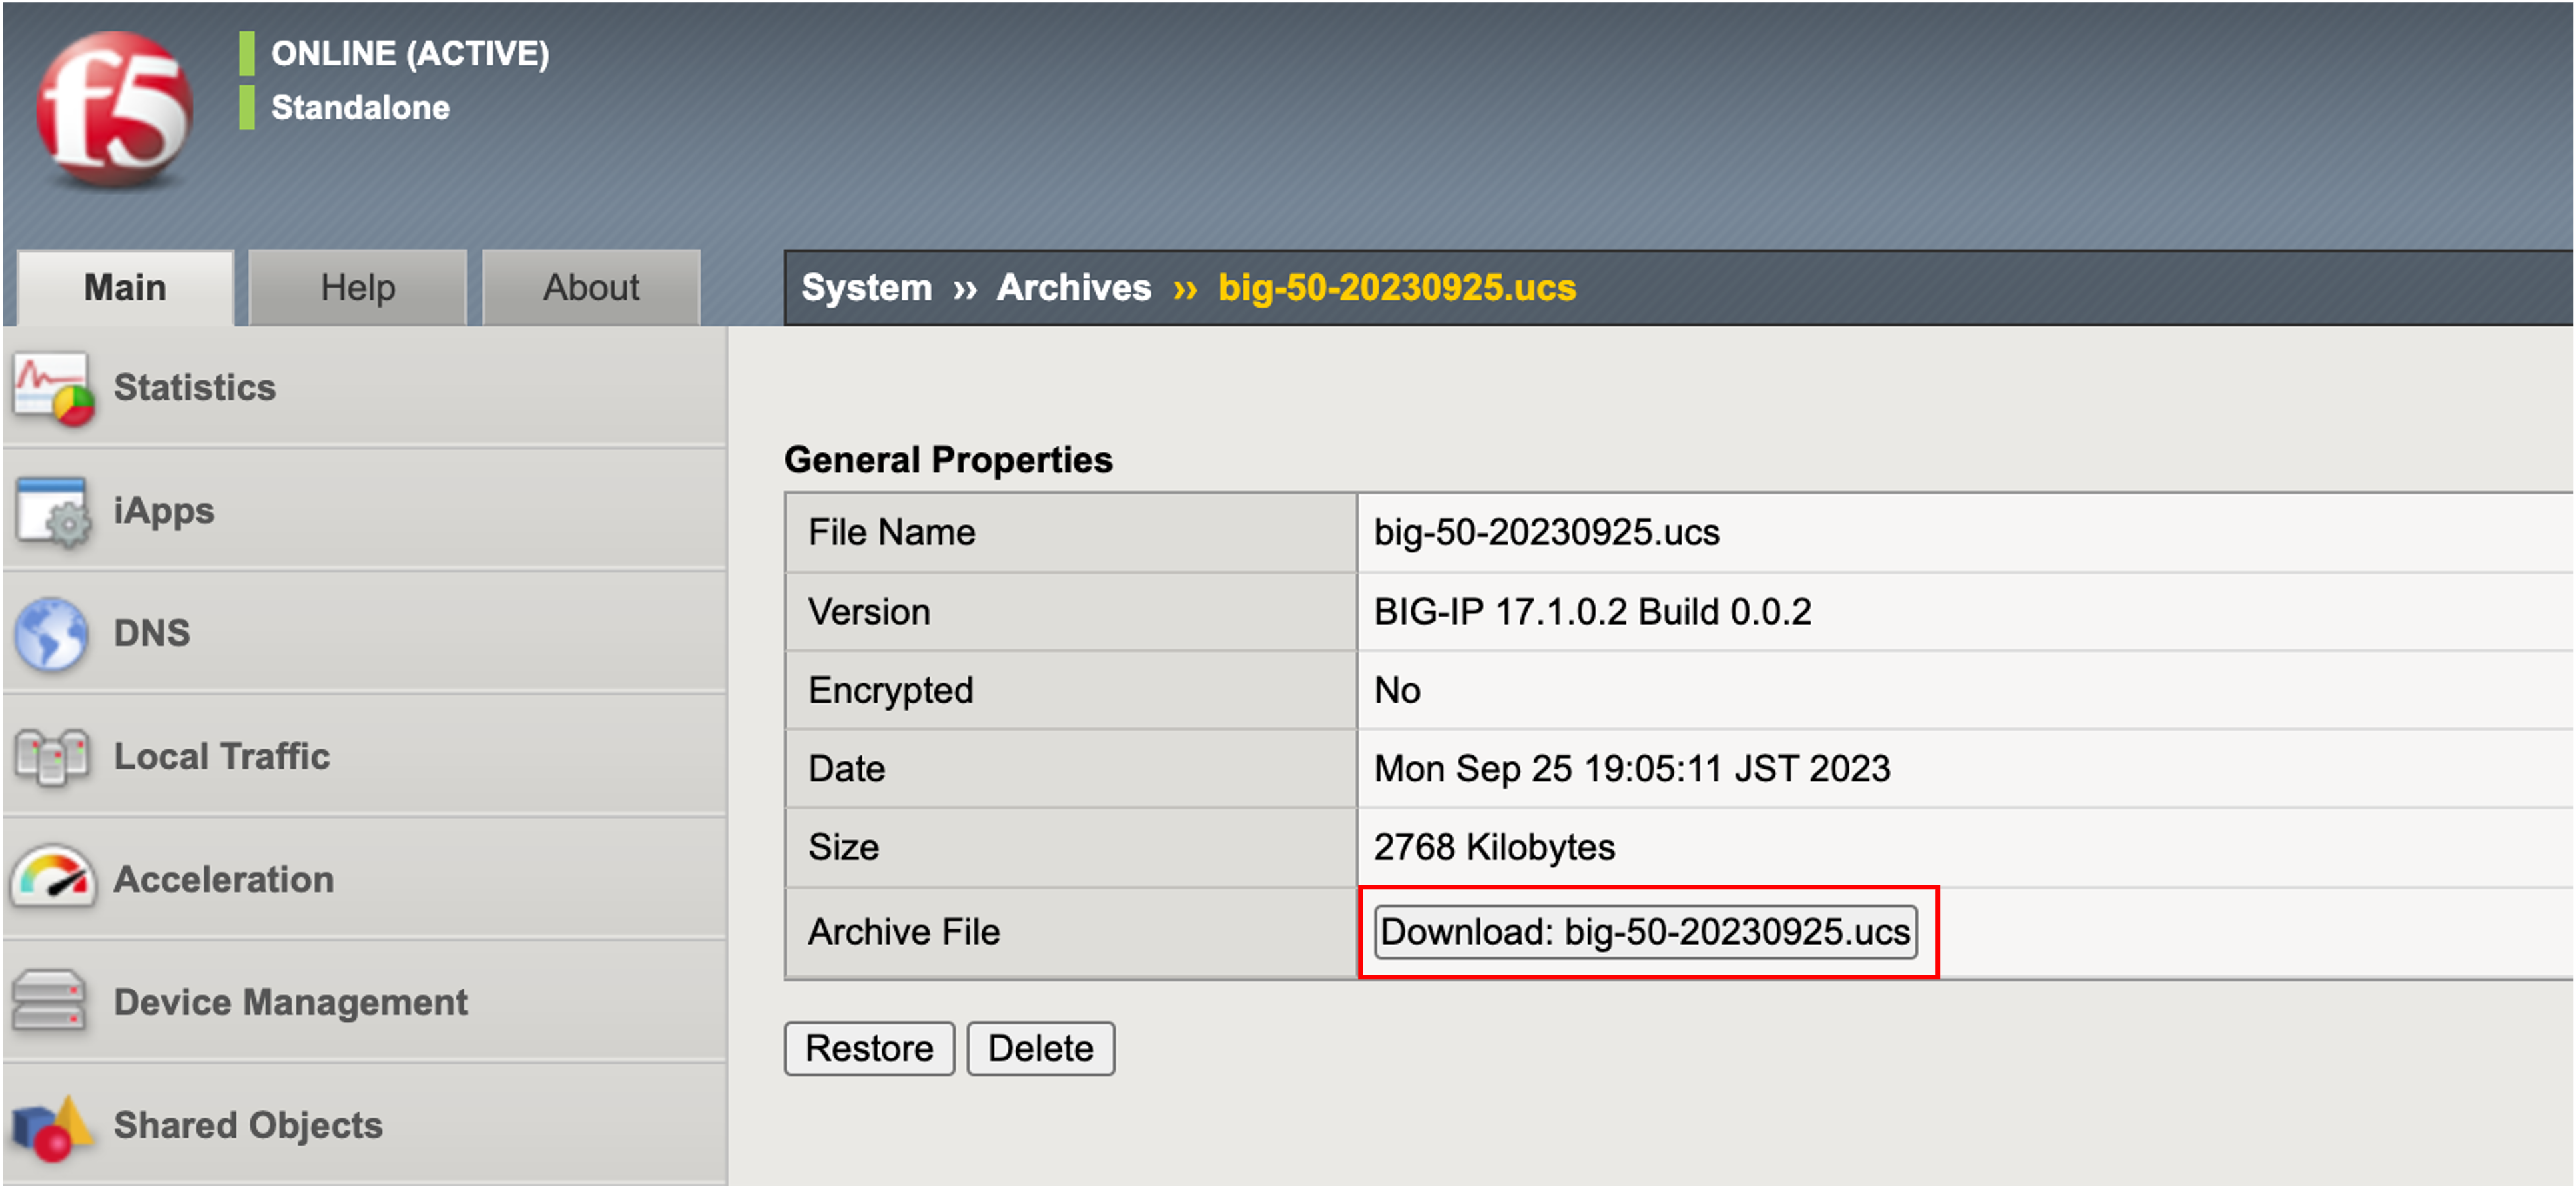 f5
ONLINE (ACTIVE)
Standalone
Main
Help
About
System ›› Archives ›› big-50-20230925.ucs
Statistics
iApps
DNS
Local Traffic
Acceleration
Device Management
Shared Objects
General Properties
File Name big-50-20230925.ucs
Version BIG-IP 17.1.0.2 Build 0.0.2
Encrypted No
Date Mon Sep 25 19:05:11 JST 2023
Size 2768 Kilobytes
Archive File Download: big-50-20230925.ucs
Restore Delete